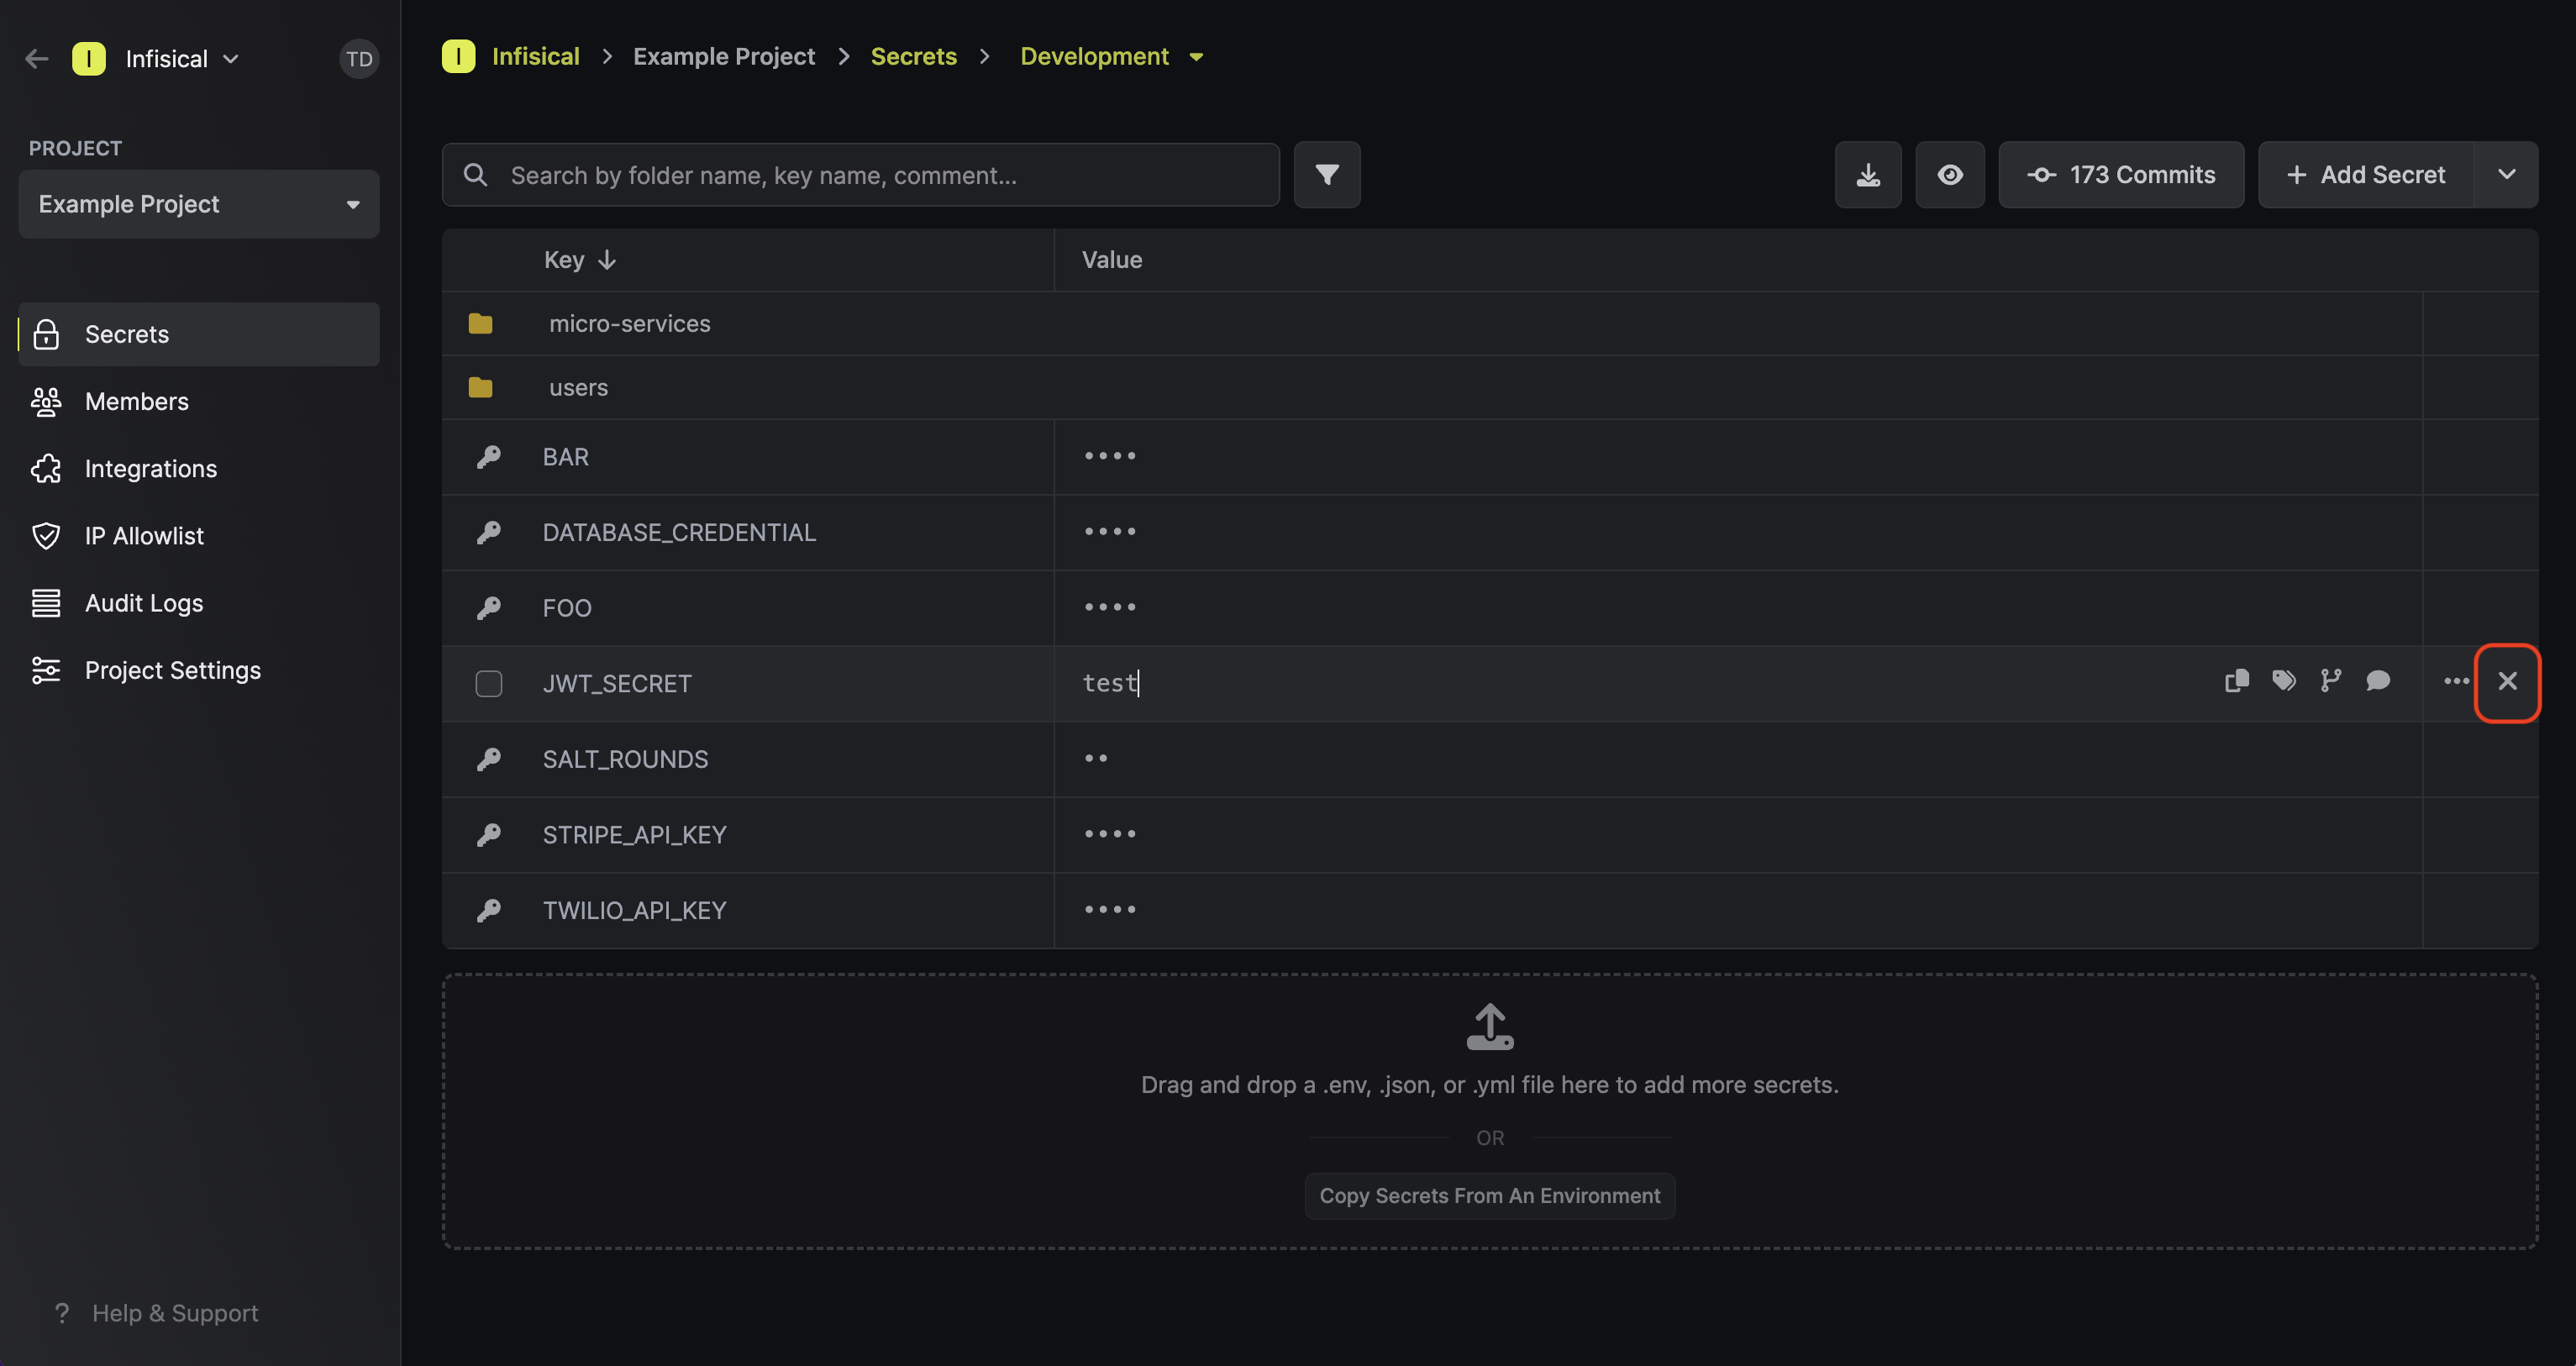 I Infisical TD
PROJECT
Example Project
Secrets
Members
Integrations
IP Allowlist
Audit Logs
Project Settings
? Help & Support
I Infisical > Example Project > Secrets > Development
Search by folder name, key name, comment...
173 Commits
+ Add Secret
Key Value
micro-services
users
BAR ••••
DATABASE_CREDENTIAL ••••
FOO ••••
JWT_SECRET test
SALT_ROUNDS ••
STRIPE_API_KEY ••••
TWILIO_API_KEY ••••
Drag and drop a .env, .json, or .yml file here to add more secrets.
OR
Copy Secrets From An Environment